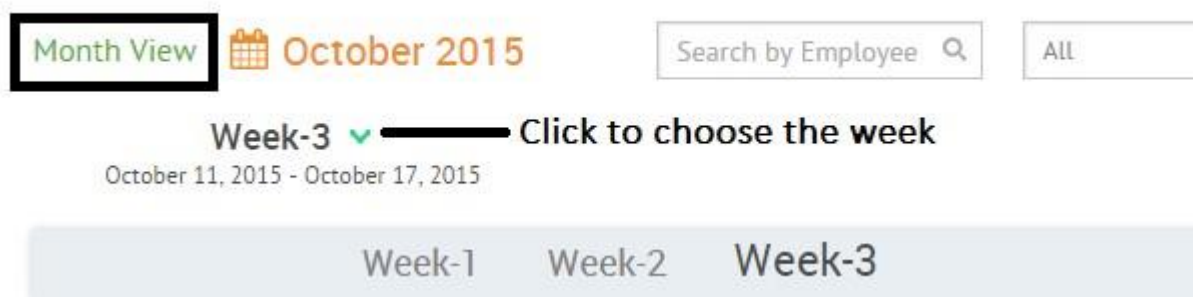 Month View October 2015 Search by Employee All
Week-3 Click to choose the week
October 11, 2015 - October 17, 2015
Week-1 Week-2 Week-3